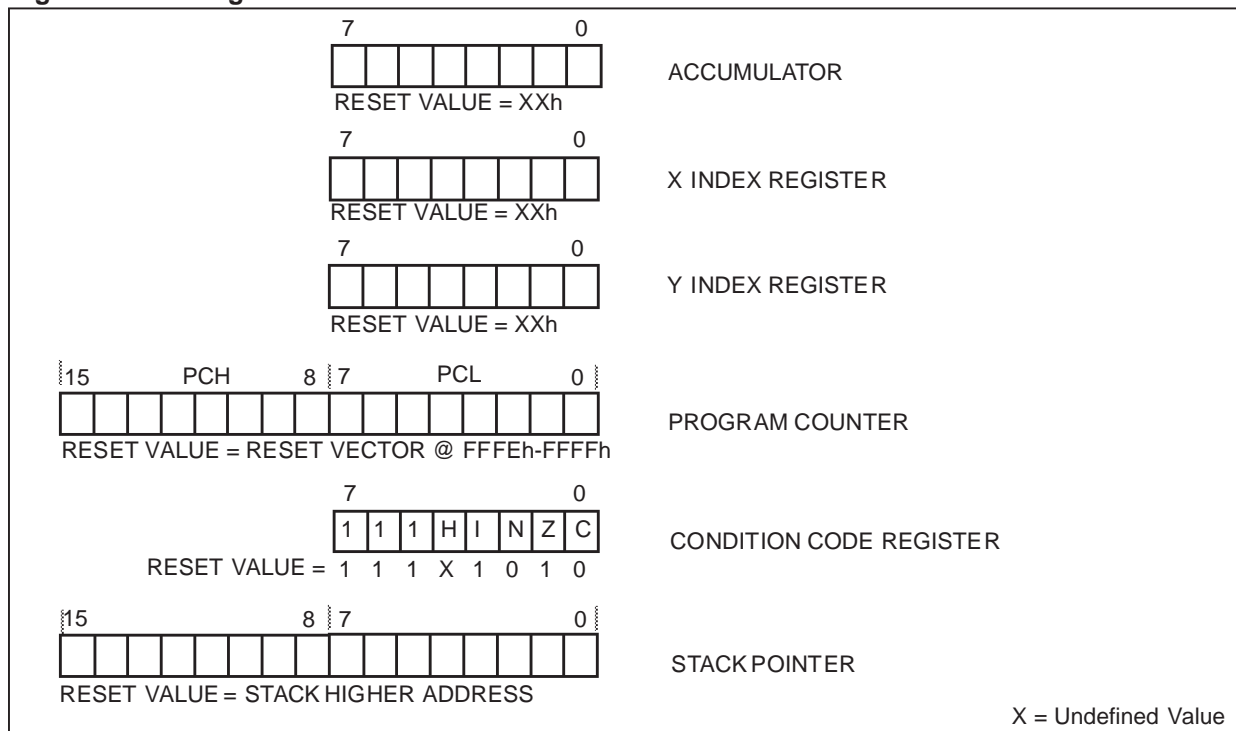 7 0
ACCUMULATOR
RESET VALUE = XXh
7 0
X INDEX REGISTER
RESET VALUE = XXh
7 0
Y INDEX REGISTER
RESET VALUE = XXh
15 PCH 8 7 PCL 0
PROGRAM COUNTER
RESET VALUE = RESET VECTOR @ FFFEh-FFFFh
7 0
1 1 1 H I N Z C
CONDITION CODE REGISTER
RESET VALUE = 1 1 1 X 1 0 1 0
15 8 7 0
STACK POINTER
RESET VALUE = STACK HIGHER ADDRESS
X = Undefined Value